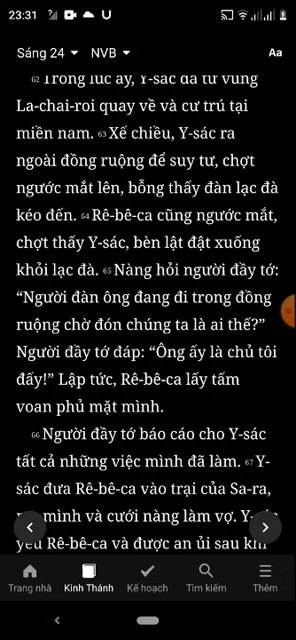 23:31
Sáng 24 NVB Aa
62 Trong lúc ấy, Y-sác đã từ vùng
La-chai-roi quay về và cư trú tại
miền nam. 63 Xế chiều, Y-sác ra
ngoài đồng ruộng để suy tư, chợt
ngước mắt lên, bỗng thấy đàn lạc đà
kéo đến. 64 Rê-bê-ca cũng ngước mắt,
chợt thấy Y-sác, bèn lật đật xuống
khỏi lạc đà. 65 Nàng hỏi người đầy tớ:
“Người đàn ông đang đi trong đồng
ruộng chờ đón chúng ta là ai thế?”
Người đầy tớ đáp: “Ông ấy là chủ tôi
đấy!” Lập tức, Rê-bê-ca lấy tấm
voan phủ mặt mình.
66 Người đầy tớ báo cáo cho Y-sác
tất cả những việc mình đã làm. 67 Y-
sác đưa Rê-bê-ca vào trại của Sa-ra,
mình và cưới nàng làm vợ.
yêu Rê-bê-ca và được an ủi sau khi
Trang nhà Kinh Thánh Kế hoạch Tìm kiếm Thêm